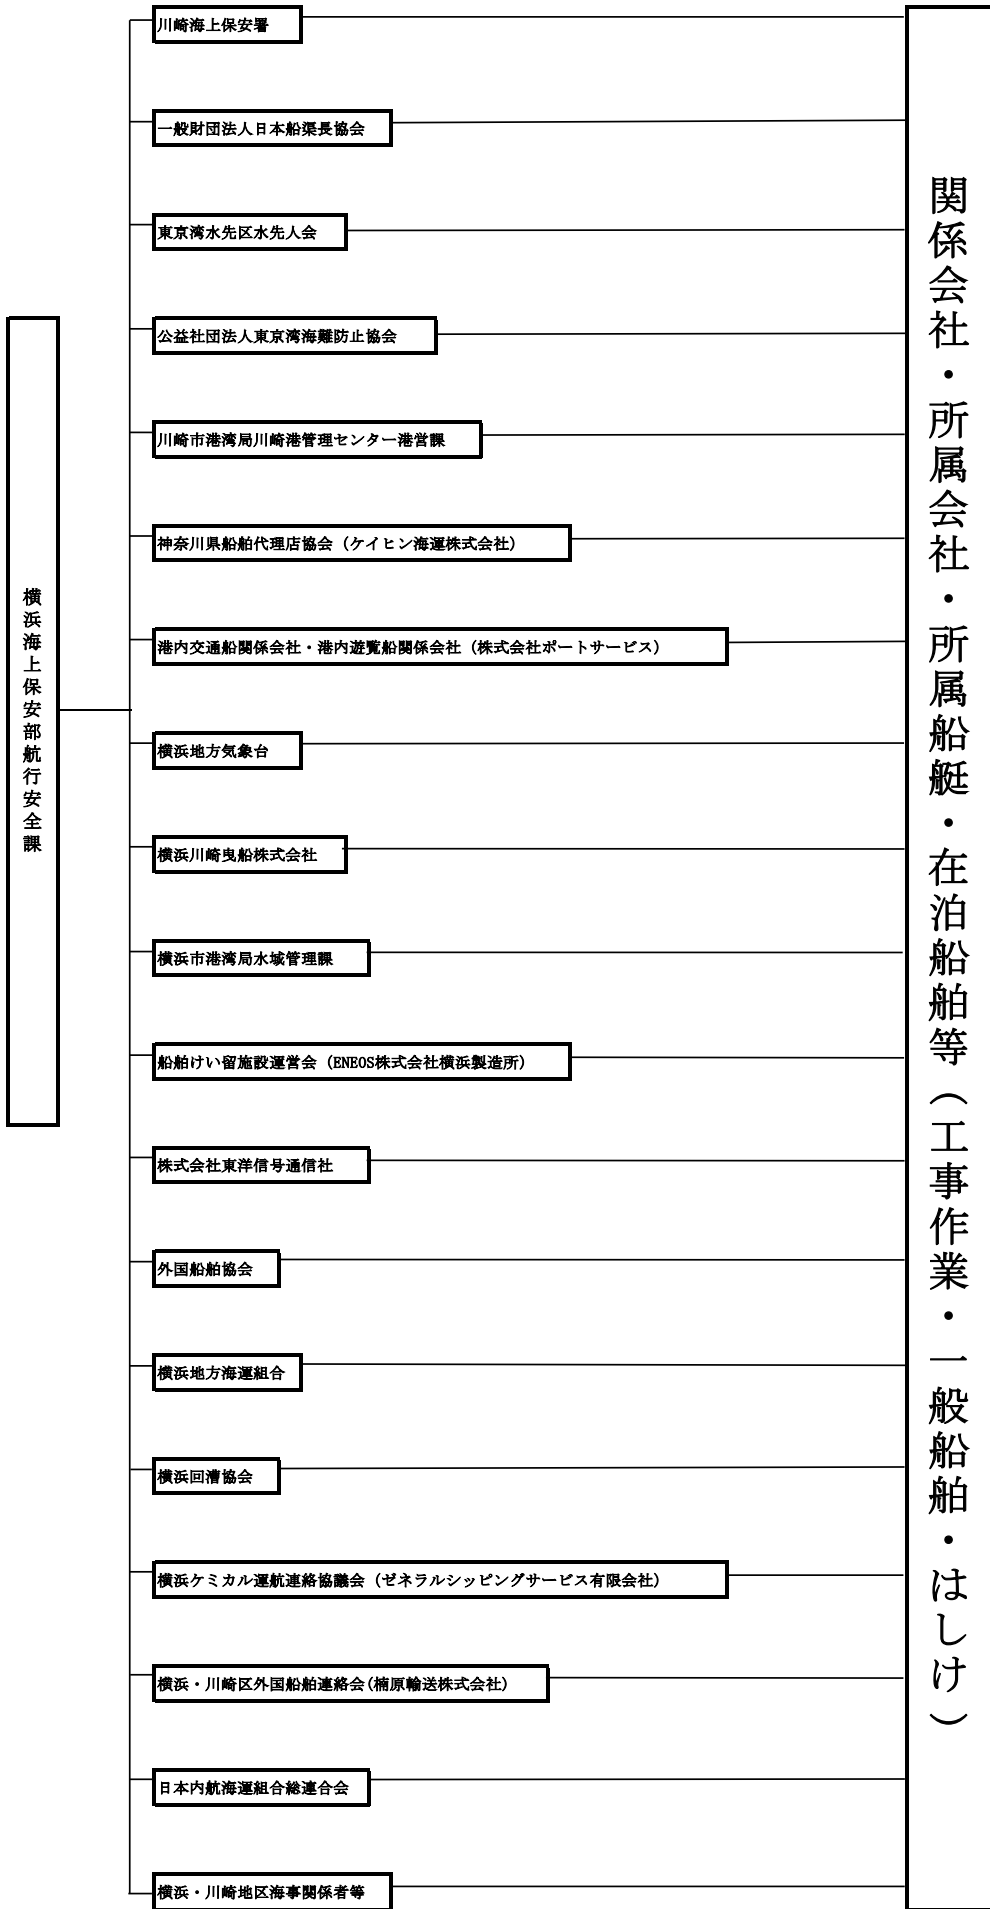 横浜海上保安部航行安全課
川崎海上保安署
一般財団法人日本船渠長協会
東京湾水先区水先人会
公益社団法人東京湾海難防止協会
川崎市港湾局川崎港管理センター港営課
神奈川県船舶代理店協会（ケイヒン海運株式会社）
港内交通船関係会社・港内遊覧船関係会社（株式会社ポートサービス）
横浜地方気象台
横浜川崎曳船株式会社
横浜市港湾局水域管理課
船舶けい留施設運営会（ENEOS株式会社横浜製造所）
株式会社東洋信号通信社
外国船舶協会
横浜地方海運組合
横浜回漕協会
横浜ケミカル運航連絡協議会（ゼネラルシッピングサービス有限会社）
横浜・川崎区外国船舶連絡会(楠原輸送株式会社)
日本内航海運組合総連合会
横浜・川崎地区海事関係者等
関係会社・所属会社・所属船艇・在泊船舶等（工事作業・一般船舶・はしけ）